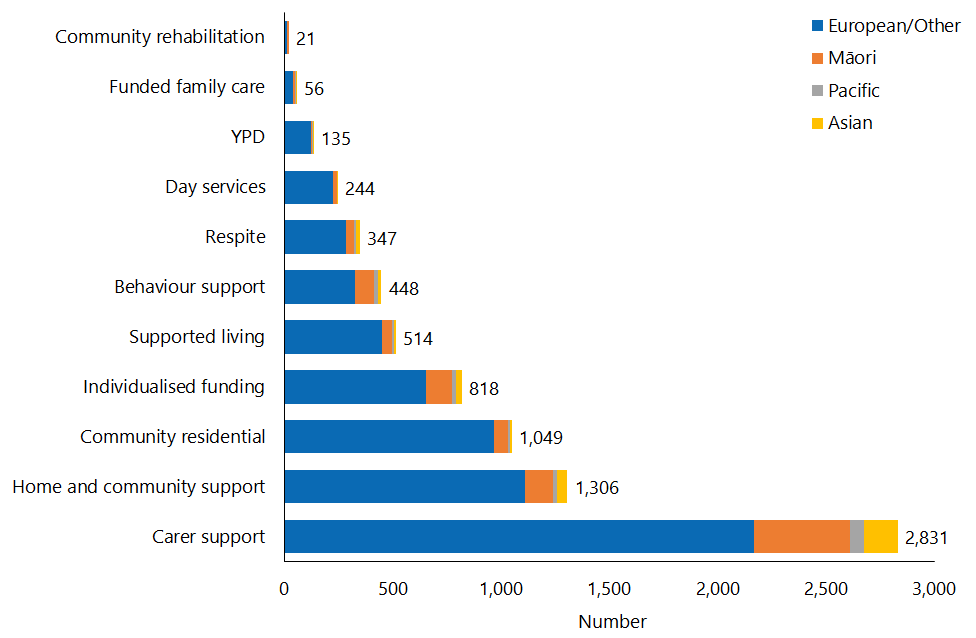 European/Other
Māori
Pacific
Asian
Community rehabilitation 21
Funded family care 56
YPD 135
Day services 244
Respite 347
Behaviour support 448
Supported living 514
Individualised funding 818
Community residential 1,049
Home and community support 1,306
Carer support 2,831
0 500 1,000 1,500 2,000 2,500 3,000
Number